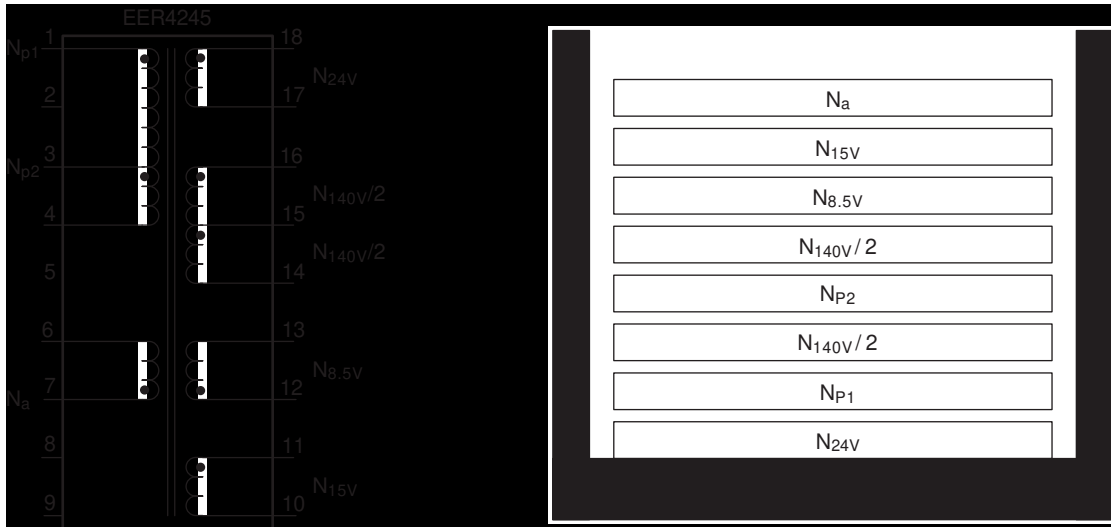 EER4245
Np1
1
18
N24V
2
17
Np2
3
16
N140V/2
4
15
N140V/2
5
14
6
13
N8.5V
Na
7
12
8
11
N15V
9
10
Na
N15V
N8.5V
N140V/2
NP2
N140V/2
NP1
N24V